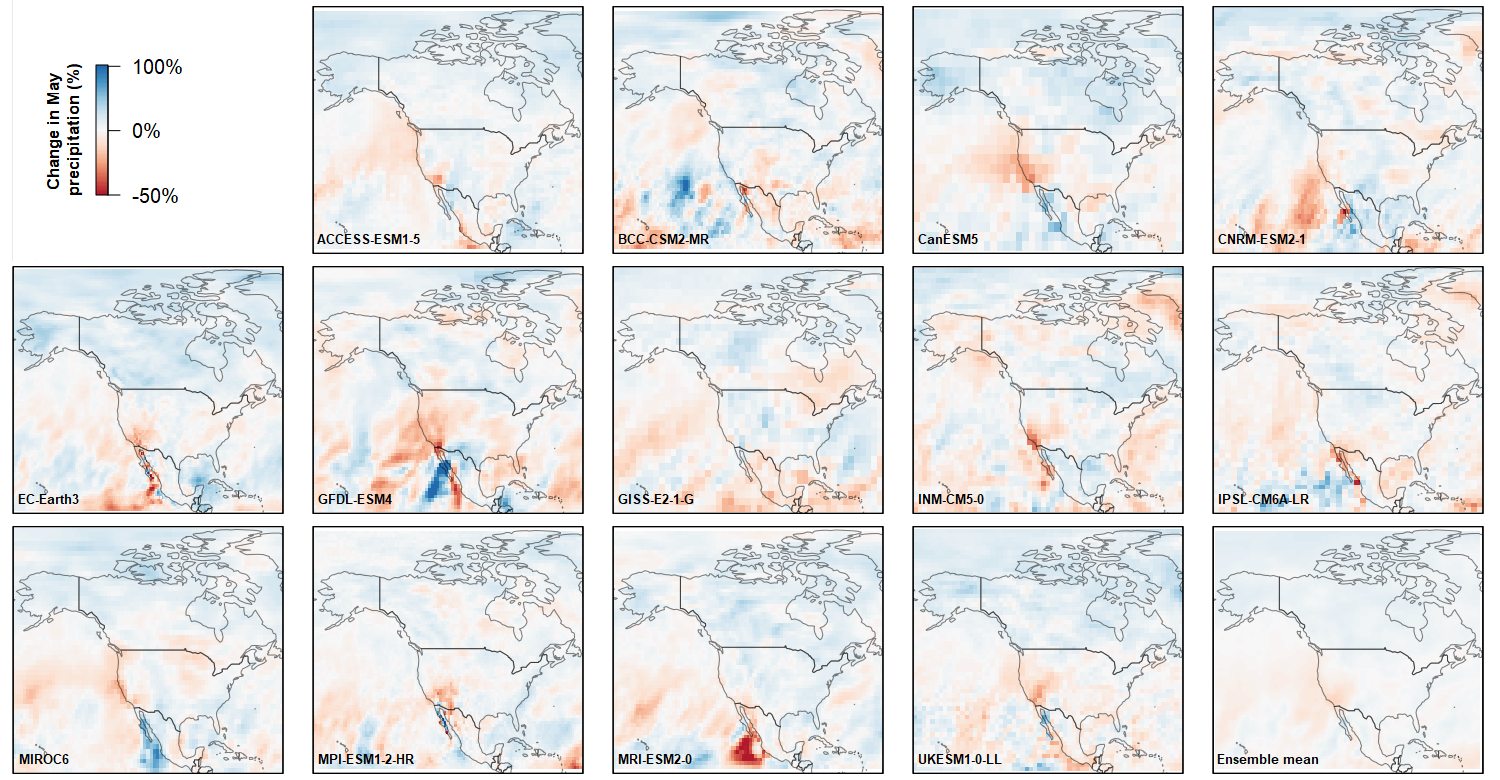 Change in May
precipitation (%)
100%
0%
-50%
ACCESS-ESM1-5
BCC-CSM2-MR
CanESM5
CNRM-ESM2-1
EC-Earth3
GFDL-ESM4
GISS-E2-1-G
INM-CM5-0
IPSL-CM6A-LR
MIROC6
MPI-ESM1-2-HR
MRI-ESM2-0
UKESM1-0-LL
Ensemble mean